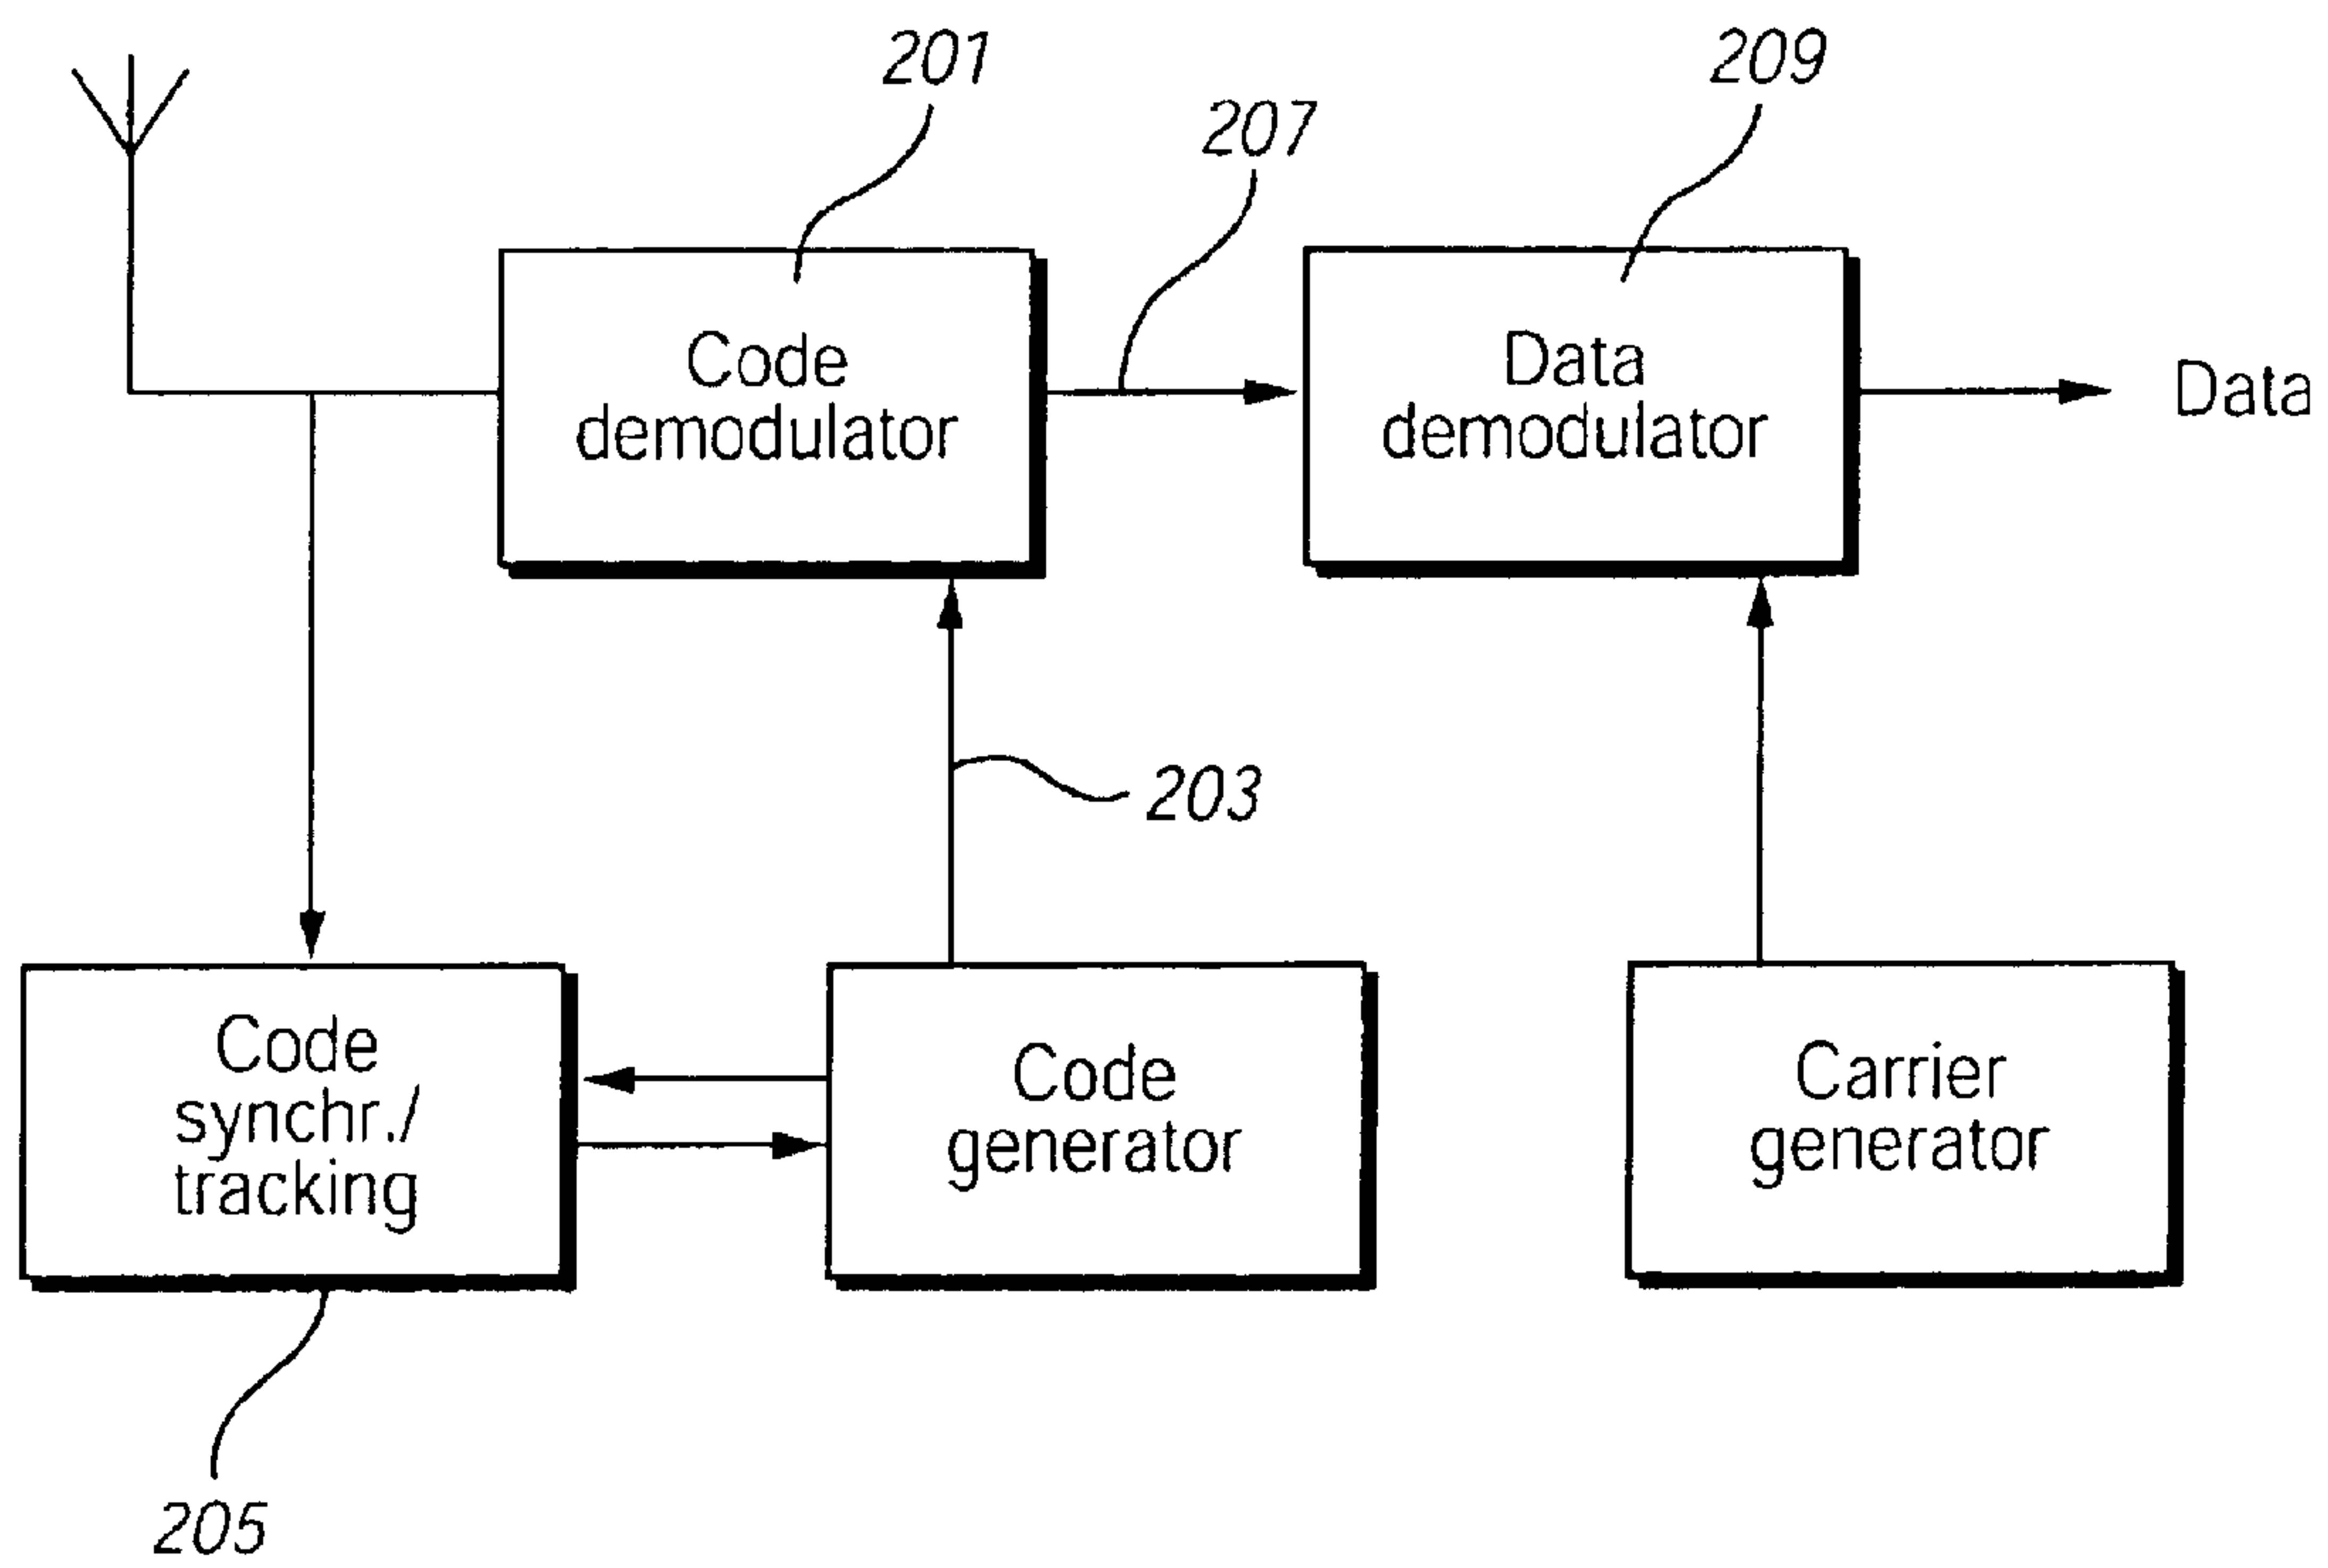 201
209
207
Code
demodulator
Data
demodulator
Data
203
Code
synchr./
tracking
Code
generator
Carrier
generator
205